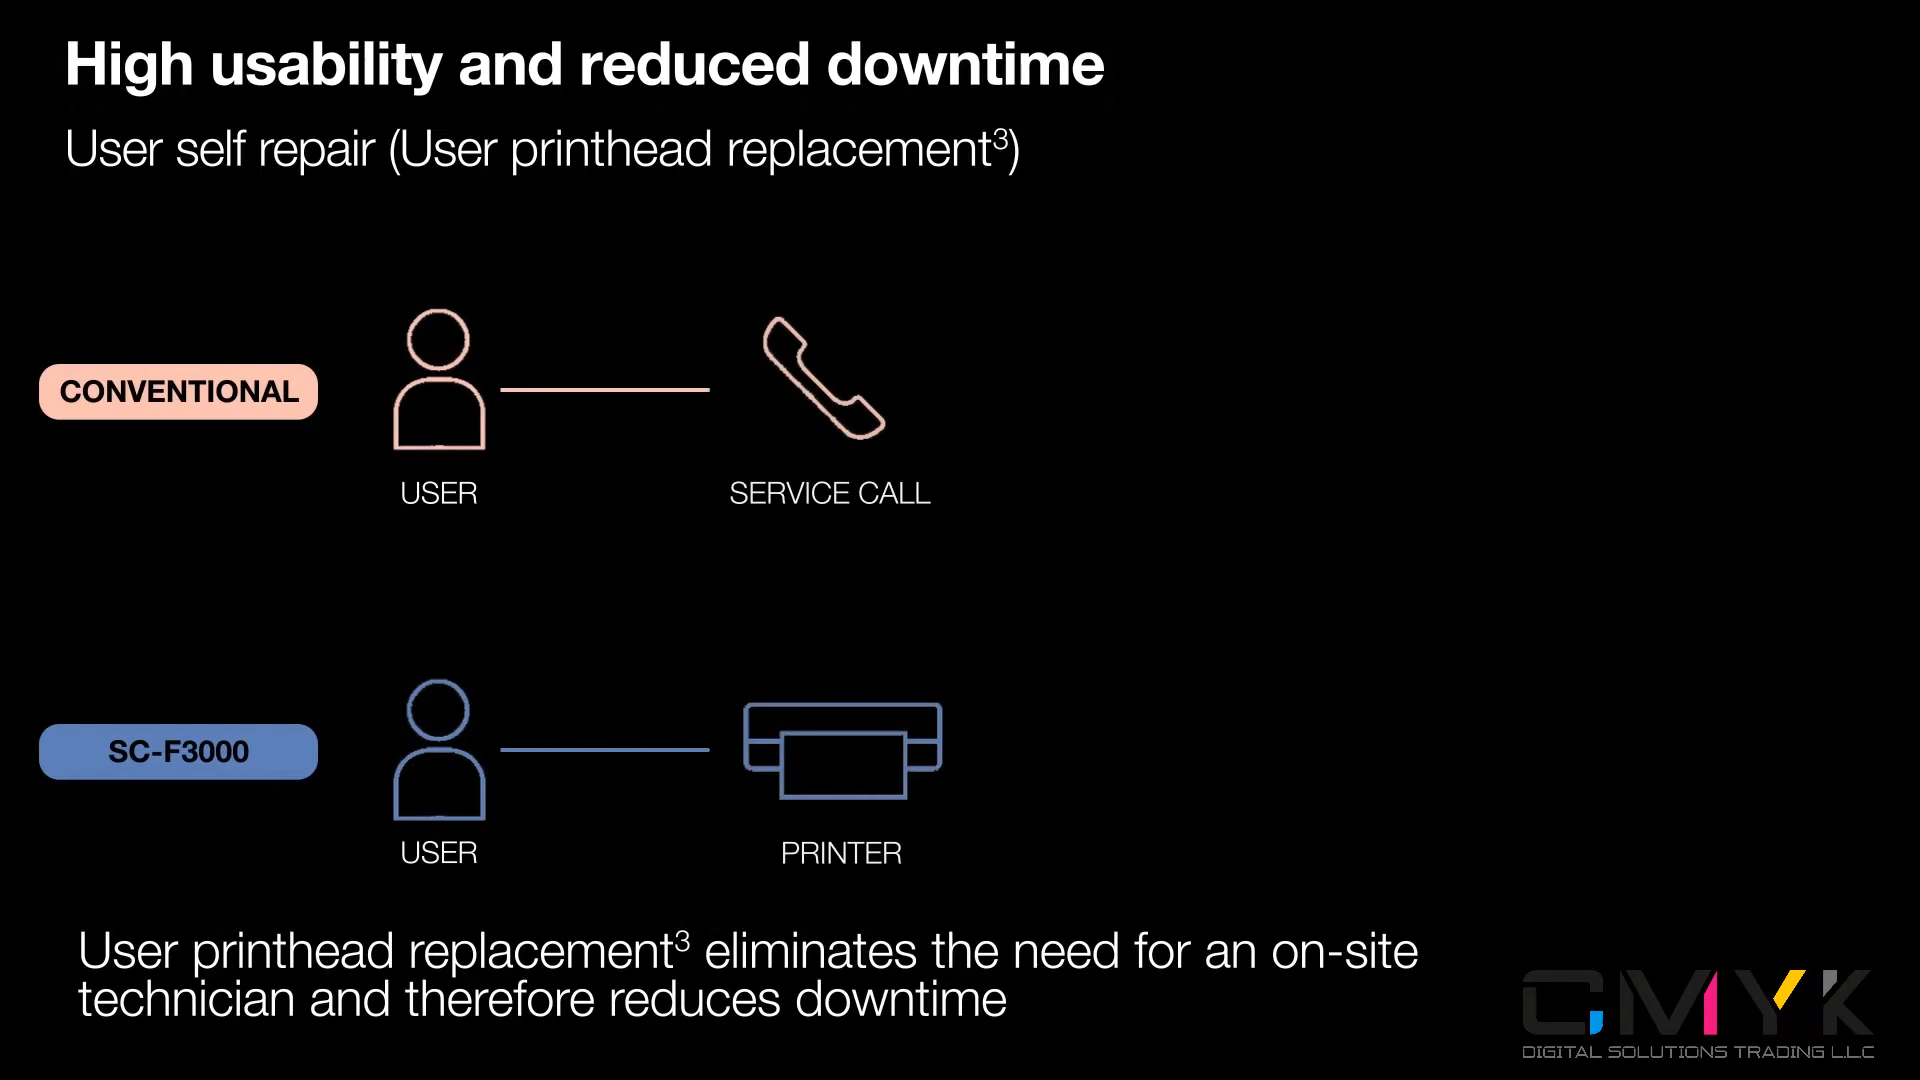 High usability and reduced downtime
User self repair (User printhead replacement³)
CONVENTIONAL
USER
SERVICE CALL
SC-F3000
USER
PRINTER
User printhead replacement³ eliminates the need for an on-site
technician and therefore reduces downtime
CMYK
DIGITAL SOLUTIONS TRADING L.L.C